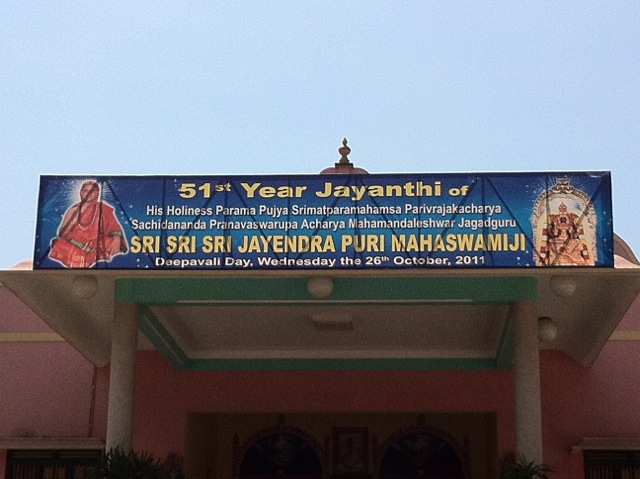 51st Year Jayanthi of
His Holiness Parama Pujya Srimatparamahamsa Parivrajakacharya
Sachidananda Pranavaswarupa Acharya Mahamandaleshwar Jagadguru
SRI SRI SRI JAYENDRA PURI MAHASWAMIJI
Deepavali Day, Wednesday the 26th October, 2011